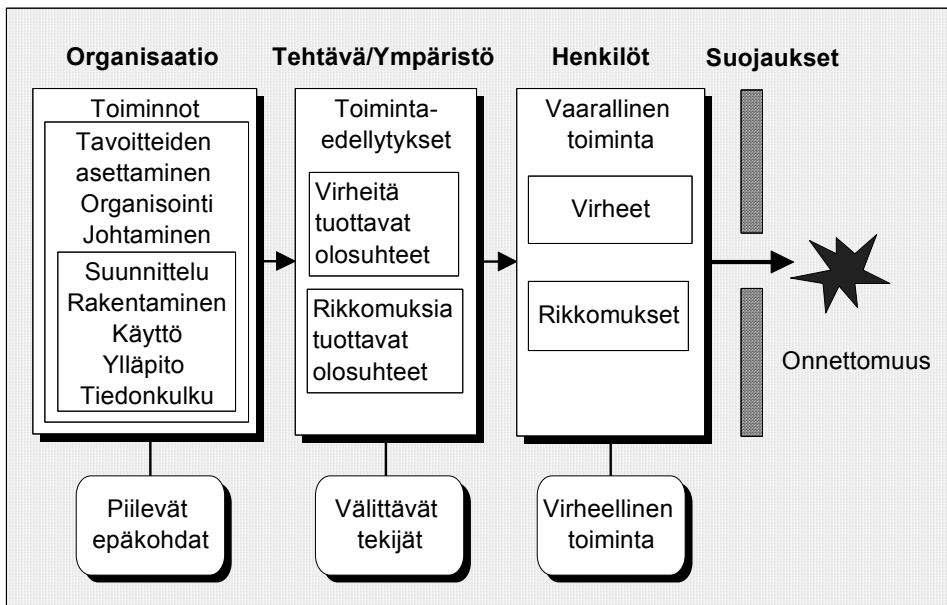 Organisaatio
Toiminnot
Tavoitteiden
asettaminen
Organisointi
Johtaminen
Suunnittelu
Rakentaminen
Käyttö
Ylläpito
Tiedonkulku
Piilevät
epäkohdat
Tehtävä/Ympäristö
Toiminta-
edellytykset
Virheitä
tuottavat
olosuhteet
Rikkomuksia
tuottavat
olosuhteet
Välittävät
tekijät
Henkilöt
Vaarallinen
toiminta
Virheet
Rikkomukset
Virheellinen
toiminta
Suojaukset
Onnettomuus